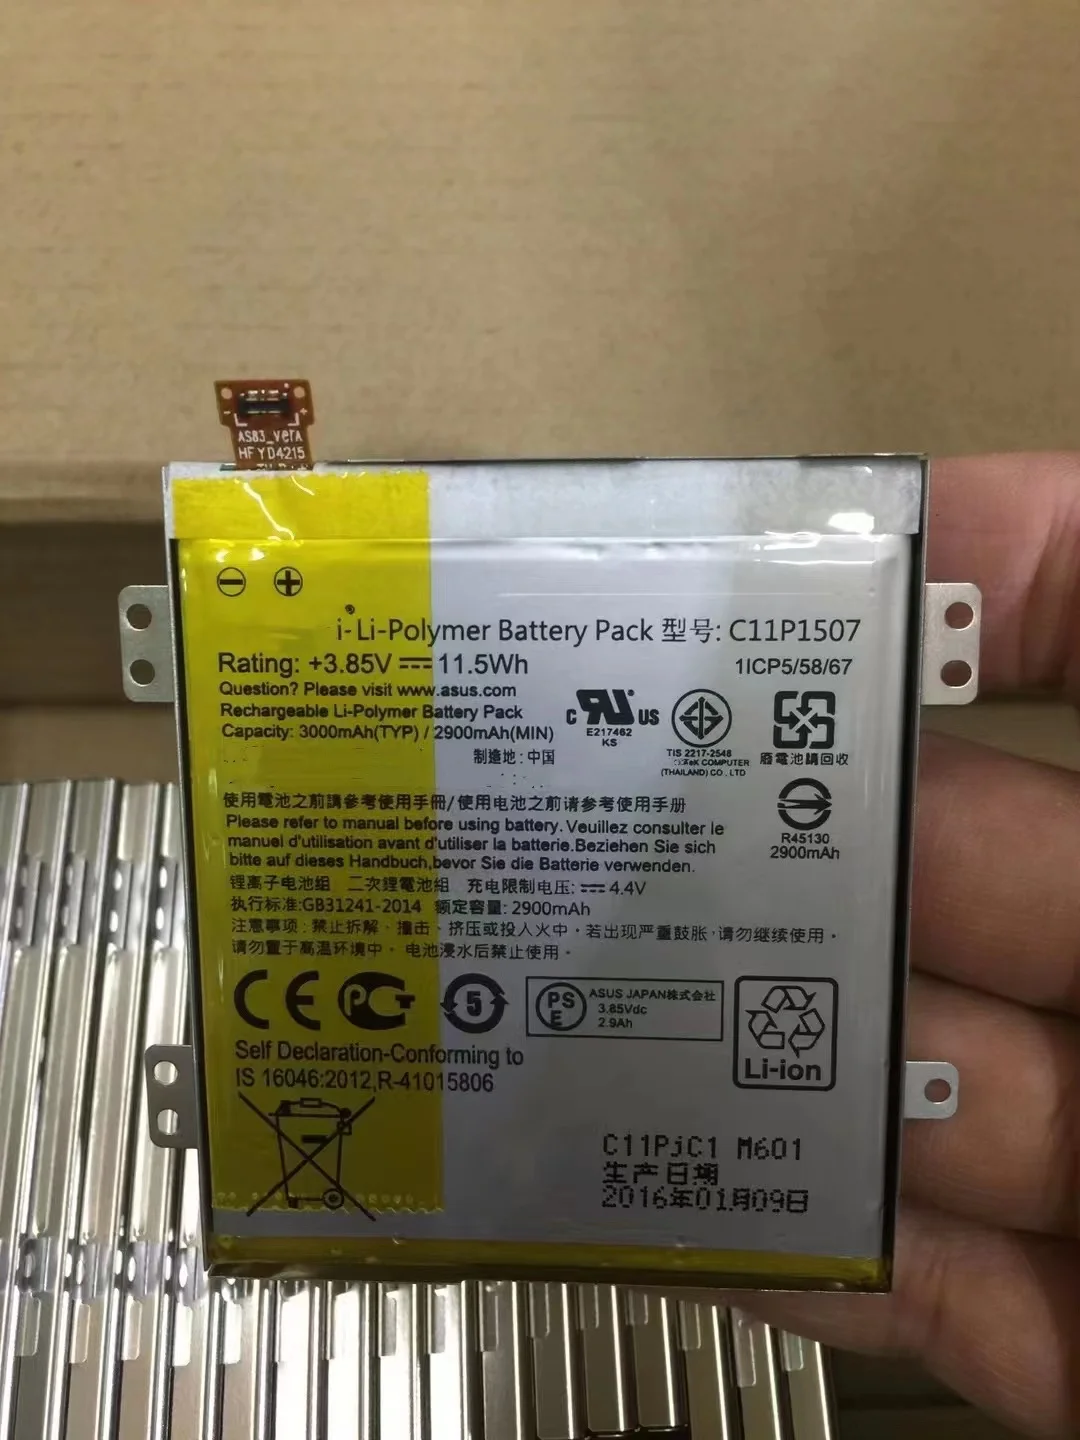 AS83_VerA
HFYD4215
i-Li-Polymer Battery Pack 型号: C11P1507
Rating: +3.85V 11.5Wh
1ICP5/58/67
Question? Please visit www.asus.com
Rechargeable Li-Polymer Battery Pack
Capacity: 3000mAh(TYP) / 2900mAh(MIN)
制造地: 中国
c RU US
E217462
KS
TIS 2217-2548
COMPUTER
(THAILAND) CO., LTD
廢電池請回收
R45130
2900mAh
使用電池之前請參考使用手冊/使用电池之前请参考使用手册
Please refer to manual before using battery. Veuillez consulter le
manuel d'utilisation avant d'utiliser la batterie.Beziehen Sie sich
bitte auf dieses Handbuch,bevor Sie die Batterie verwenden.
锂离子电池组 二次鋰電池組 充电限制电压: 4.4V
执行标准:GB31241-2014 额定容量: 2900mAh
注意事项: 禁止拆解、撞击、挤压或投入火中。若出现严重鼓胀,请勿继续使用。
请勿置于高温环境中。 电池浸水后禁止使用。
CE PCT 5
PS
E
ASUS JAPAN株式会社
3.85Vdc
2.9Ah
Li-ion
Self Declaration-Conforming to
IS 16046:2012,R-41015806
C11PjC1 M601
生产日期
2016年01月09日